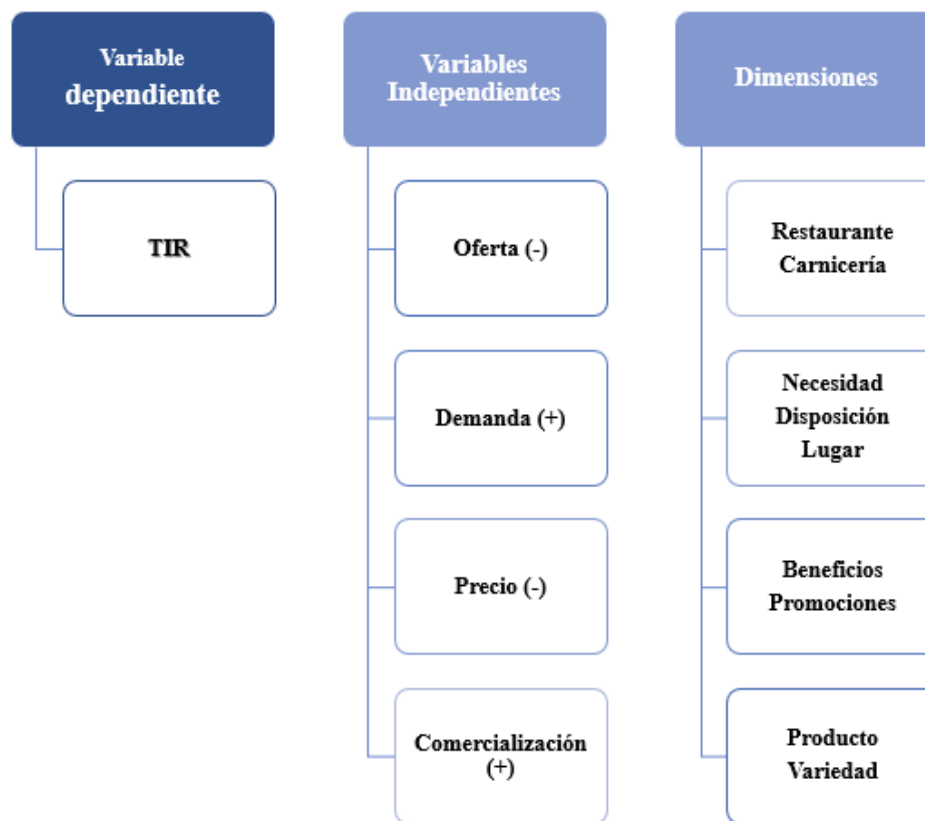 Variable
dependiente
TIR
Variables
Independientes
Oferta (-)
Demanda (+)
Precio (-)
Comercialización
(+)
Dimensiones
Restaurante
Carnicería
Necesidad
Disposición
Lugar
Beneficios
Promociones
Producto
Variedad